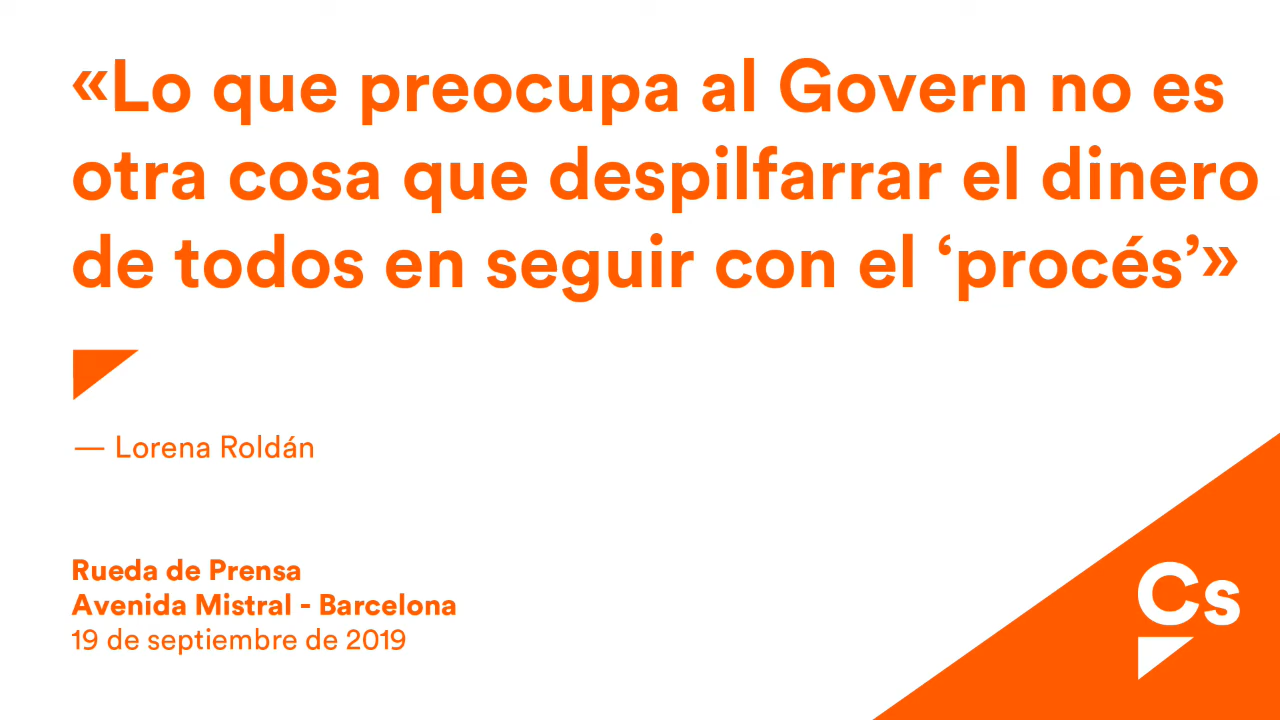 «Lo que preocupa al Govern no es
otra cosa que despilfarrar el dinero
de todos en seguir con el ‘procés’»
— Lorena Roldán
Rueda de Prensa
Avenida Mistral - Barcelona
19 de septiembre de 2019
Cs